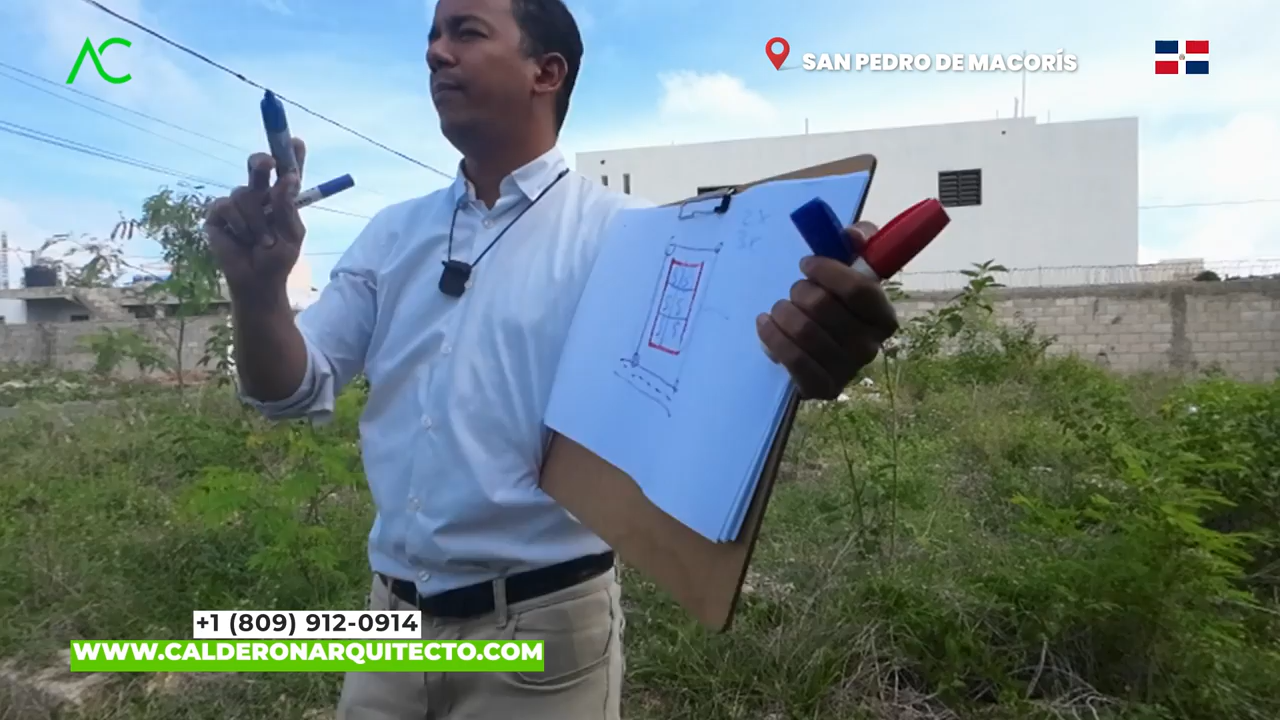 AC
SAN PEDRO DE MACORÍS
+1 (809) 912-0914
WWW.CALDERONARQUITECTO.COM